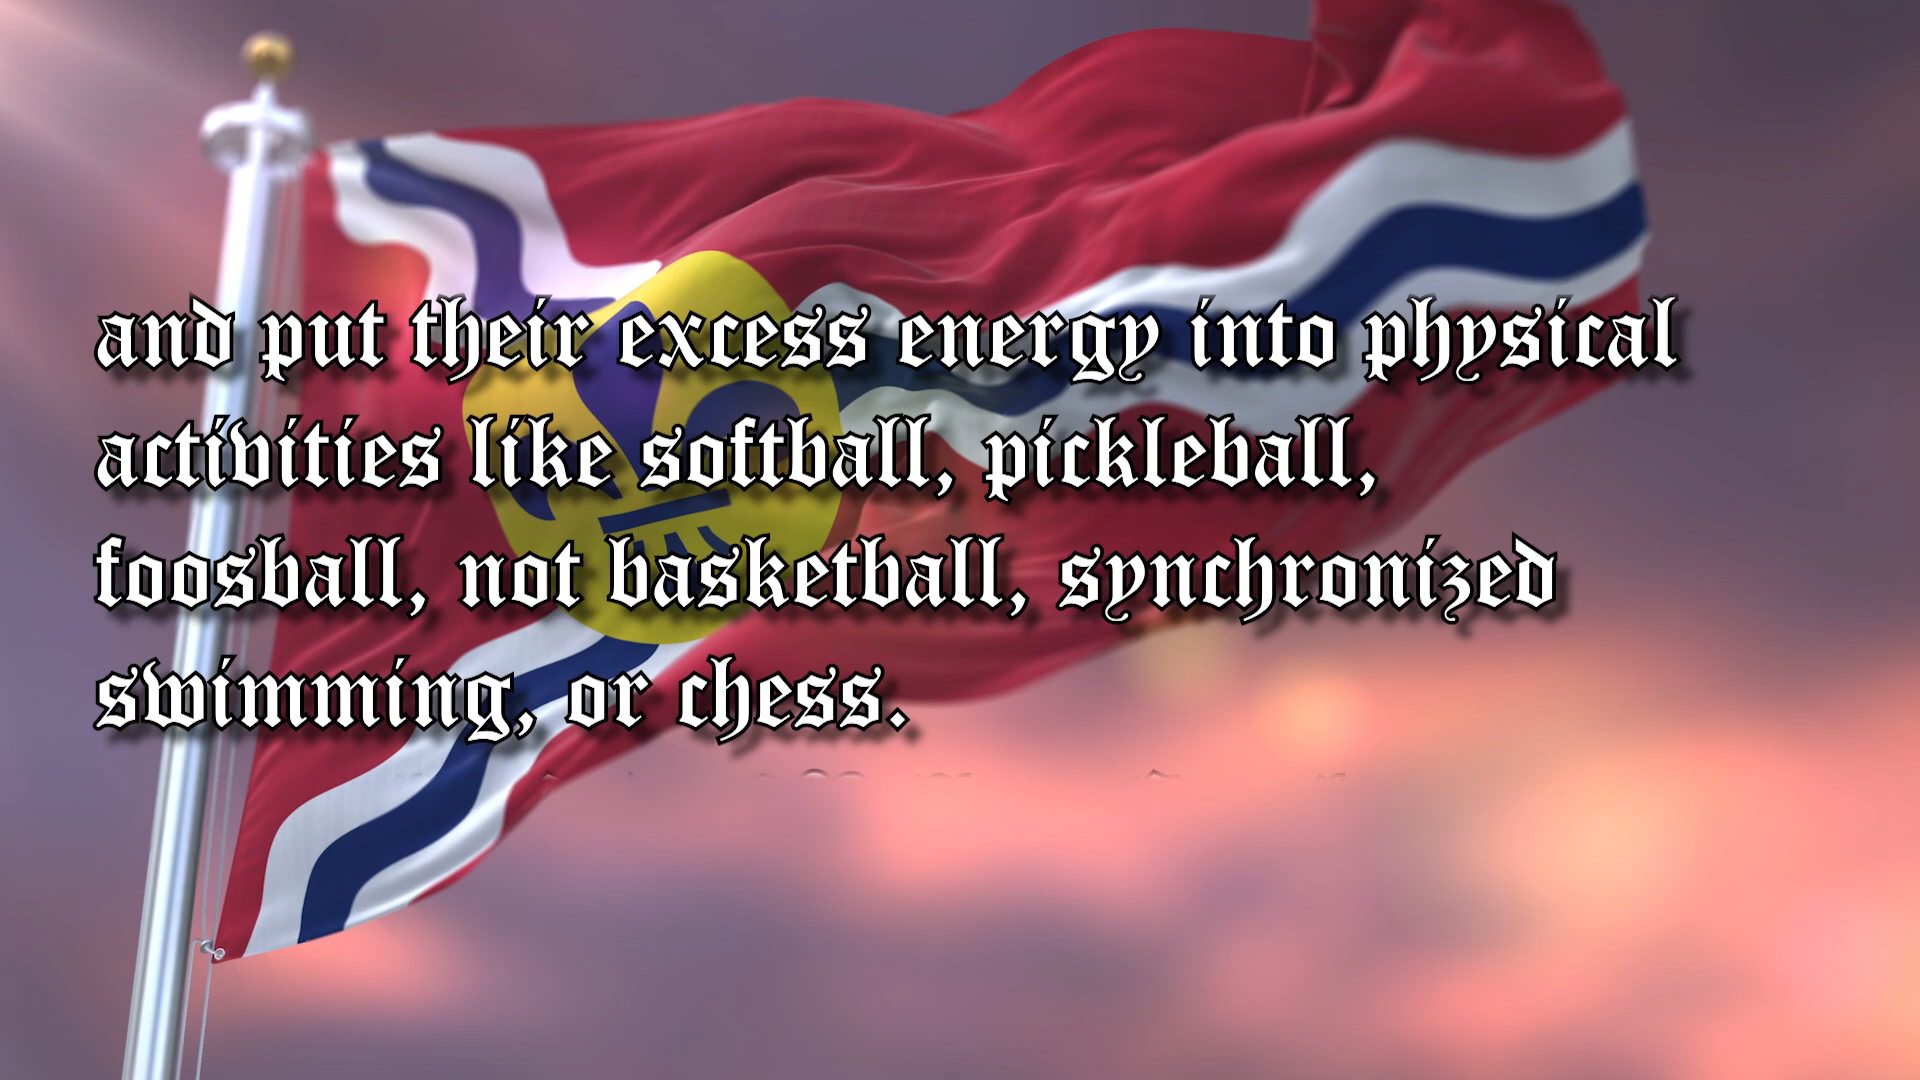 and put their excess energy into physical
activities like softball, pickleball,
foosball, not basketball, synchronized
swimming, or chess.